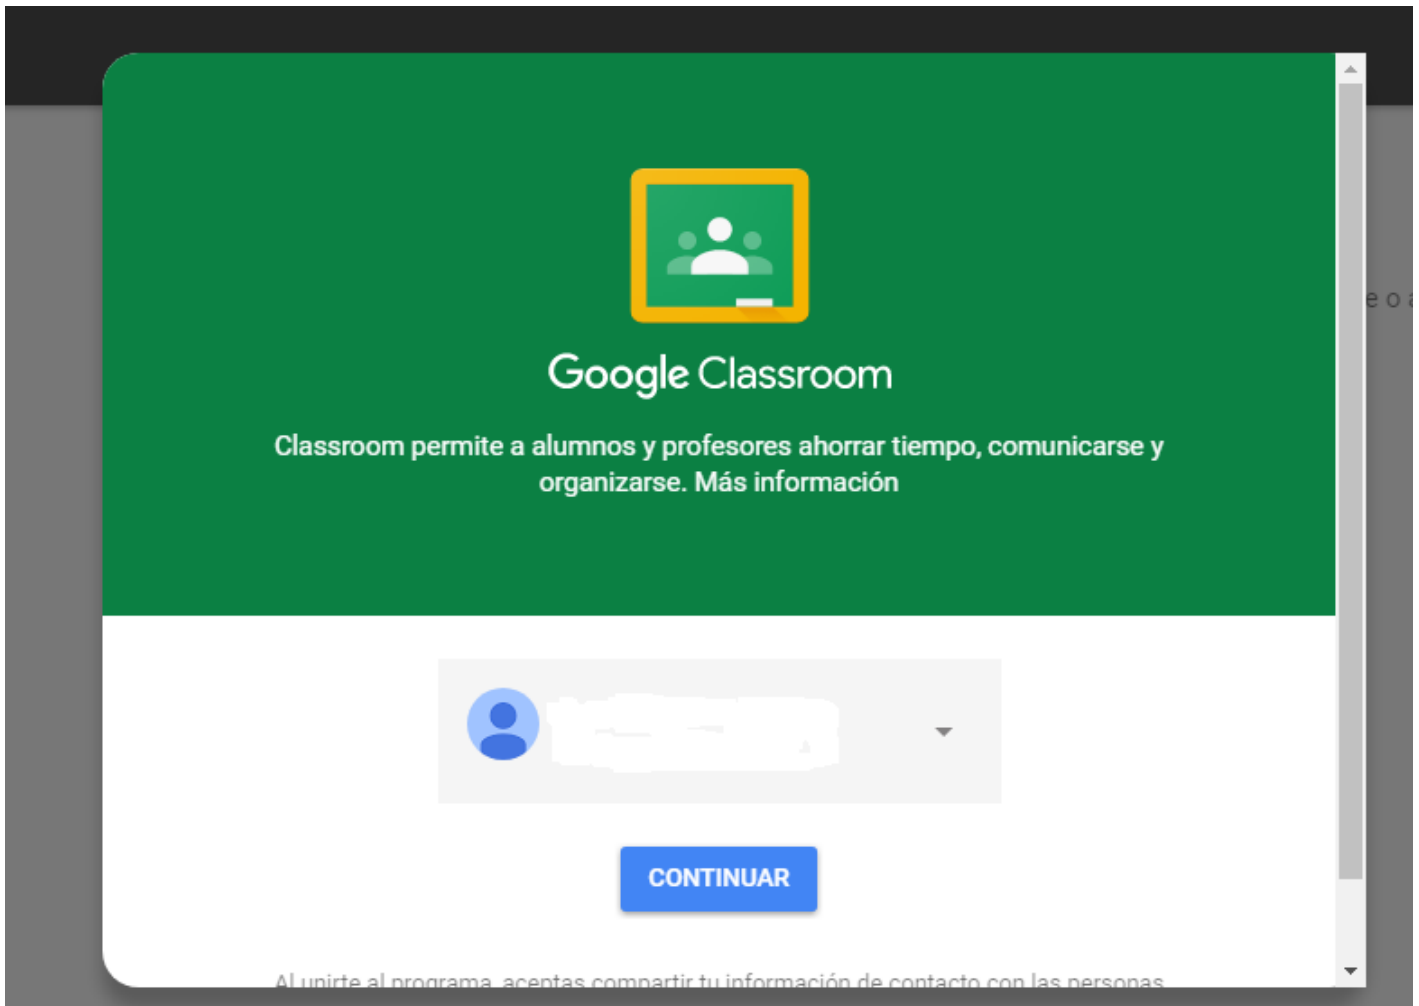 Google Classroom
Classroom permite a alumnos y profesores ahorrar tiempo, comunicarse y
organizarse. Más información
e o a
CONTINUAR
Al unirte al programa, aceptas compartir tu información de contacto con las personas